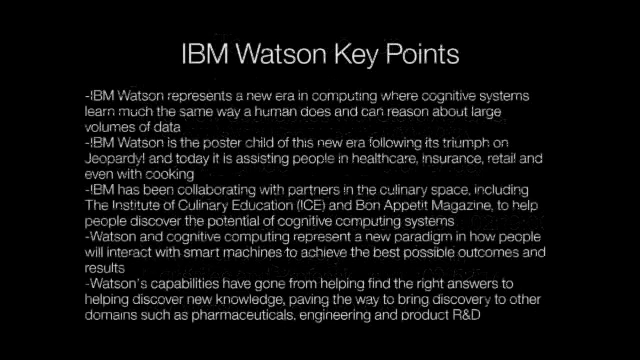 IBM Watson Key Points
-IBM Watson represents a new era in computing where cognitive systems
learn much the same way a human does and can reason about large
volumes of data
-IBM Watson is the poster child of this new era following its triumph on
Jeopardy! and today it is assisting people in healthcare, insurance, retail and
even with cooking
-IBM has been collaborating with partners in the culinary space, including
The Institute of Culinary Education (ICE) and Bon Appetit Magazine, to help
people discover the potential of cognitive computing systems
-Watson and cognitive computing represent a new paradigm in how people
will interact with smart machines to achieve the best possible outcomes and
results
-Watson's capabilities have gone from helping find the right answers to
helping discover new knowledge, paving the way to bring discovery to other
domains such as pharmaceuticals, engineering and product R&D